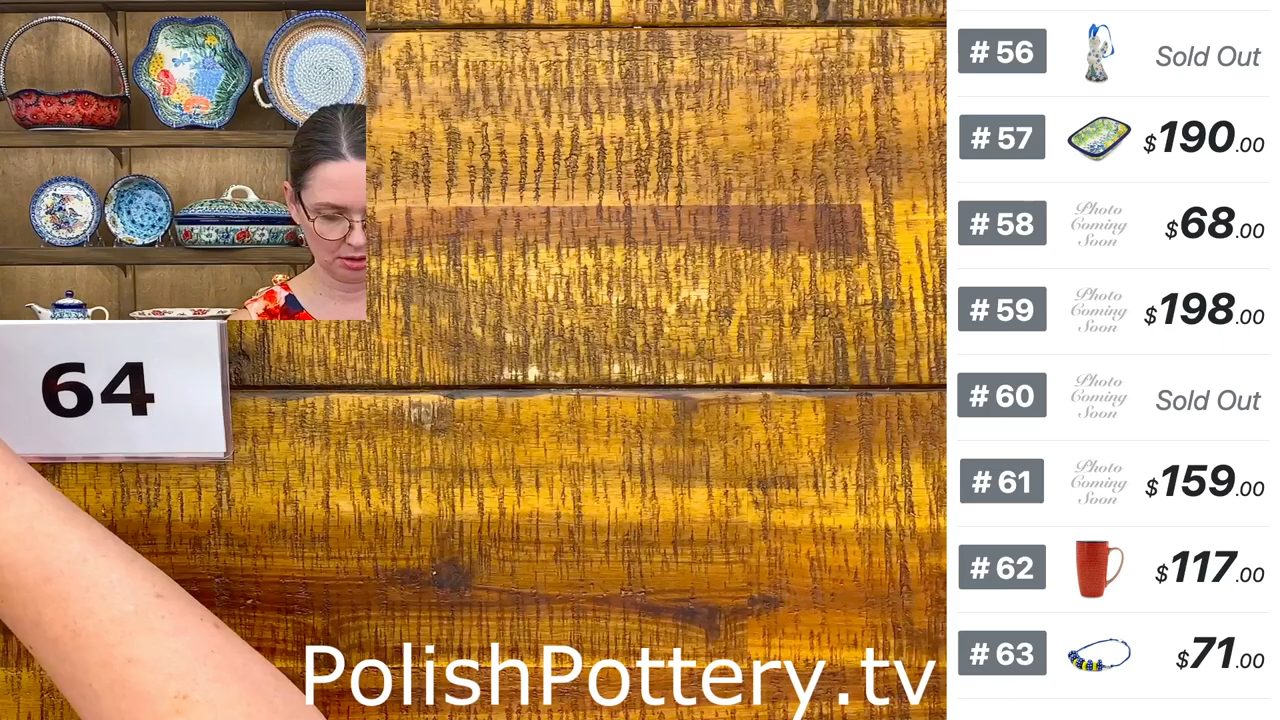 64
PolishPottery.tv
# 56 Sold Out
# 57 $190.00
# 58 Photo Coming Soon $68.00
# 59 Photo Coming Soon $198.00
# 60 Photo Coming Soon Sold Out
# 61 Photo Coming Soon $159.00
# 62 $117.00
# 63 $71.00